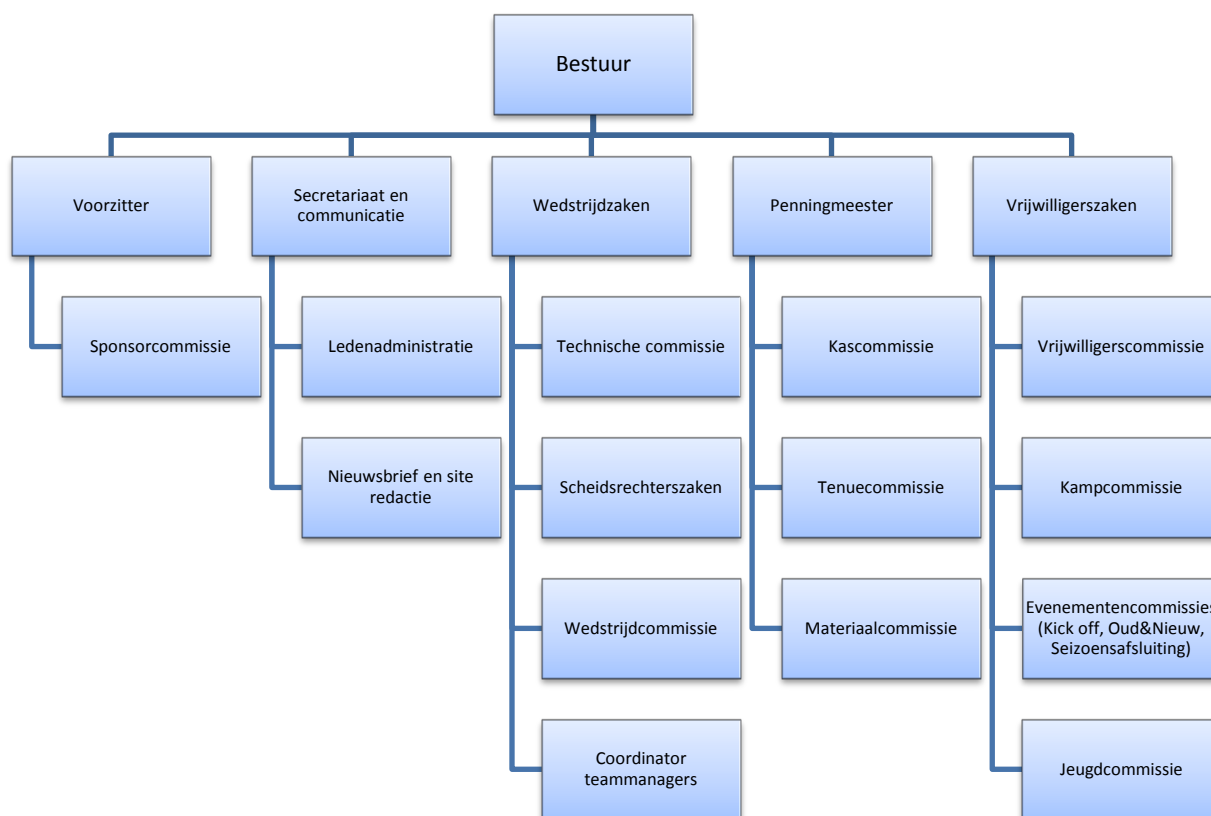 Bestuur
Voorzitter
Secretariaat en
communicatie
Wedstrijdzaken
Penningmeester
Vrijwilligerszaken
Sponsorcommissie
Ledenadministratie
Technische commissie
Kascommissie
Vrijwilligerscommissie
Nieuwsbrief en site
redactie
Scheidsrechterszaken
Tenuecommissie
Kampcommissie
Wedstrijdcommissie
Materiaalcommissie
Evenementencommissies
(Kick off, Oud&Nieuw,
Seizoensafsluiting)
Coordinator
teammanagers
Jeugdcommissie